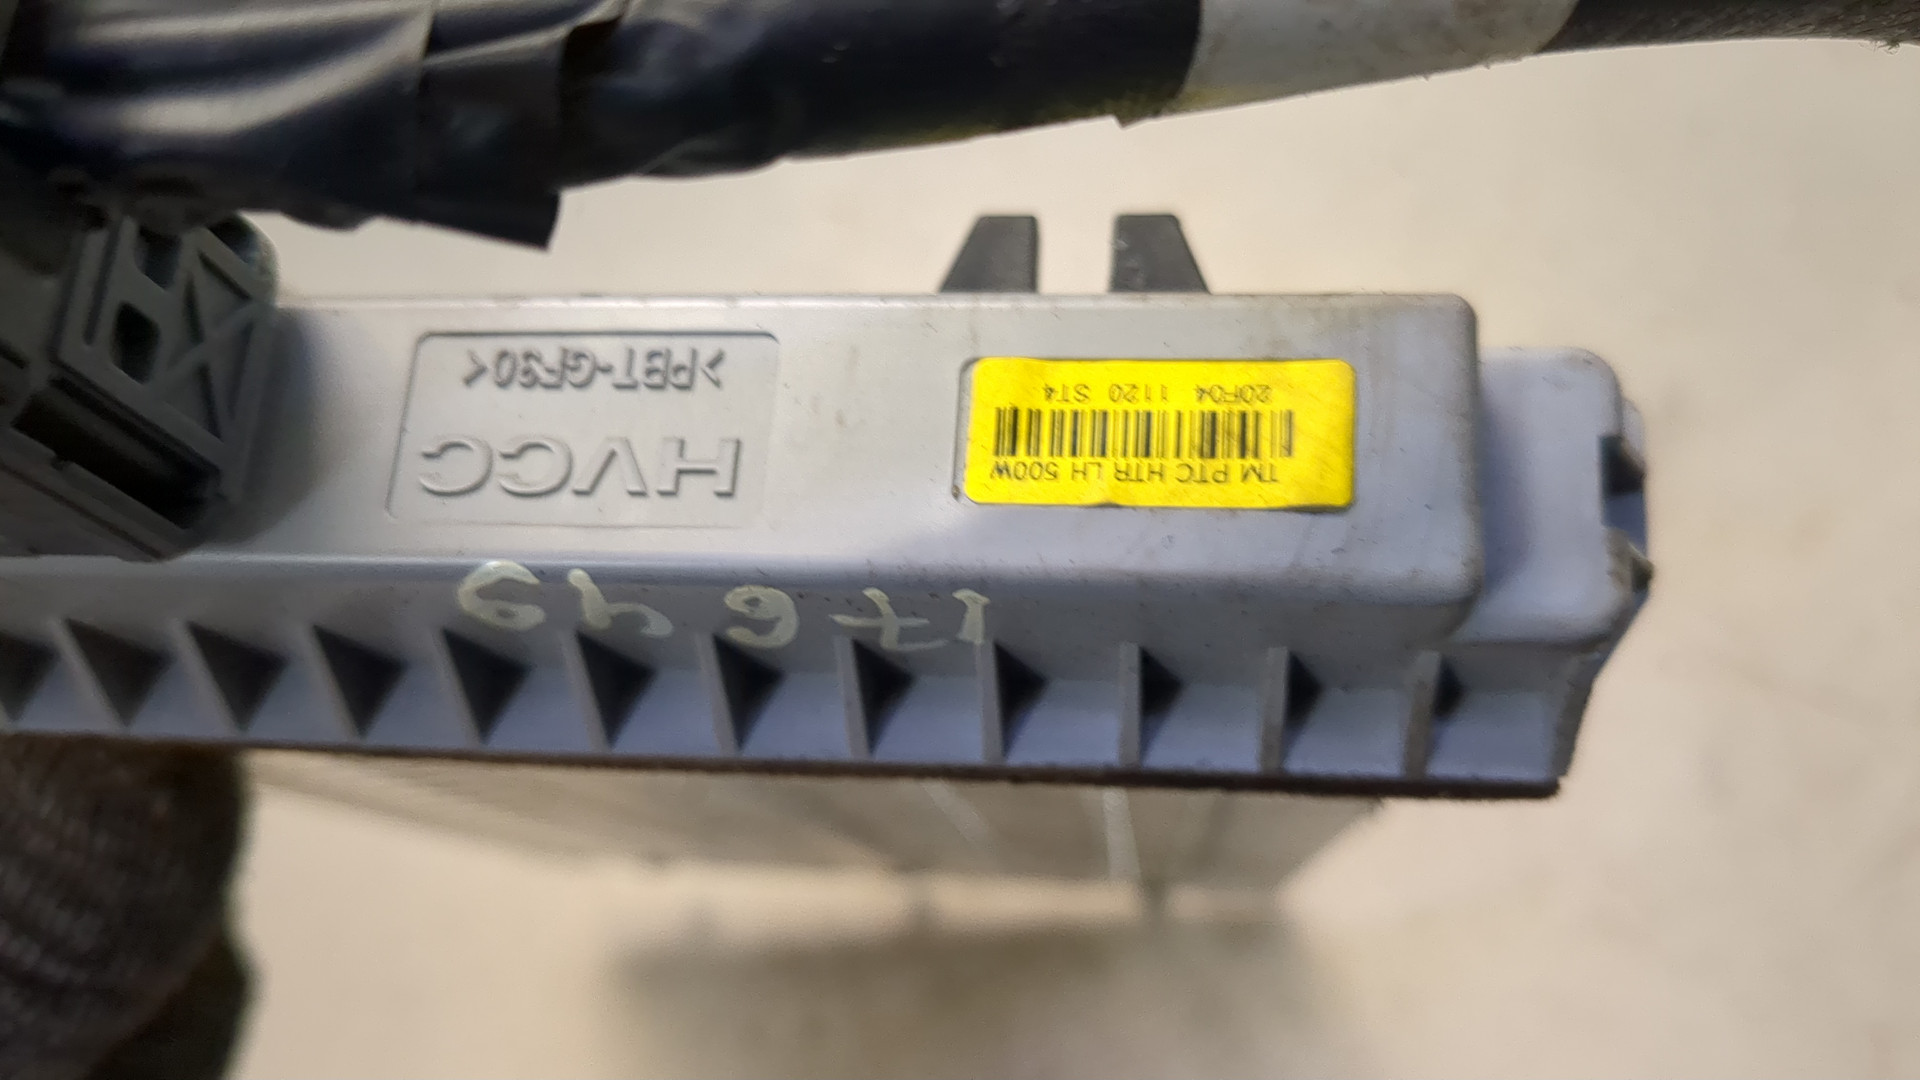 17649
TM PTC HTR LH 500W
20F04 1120 ST4
HVCC
>PBT-GF30<